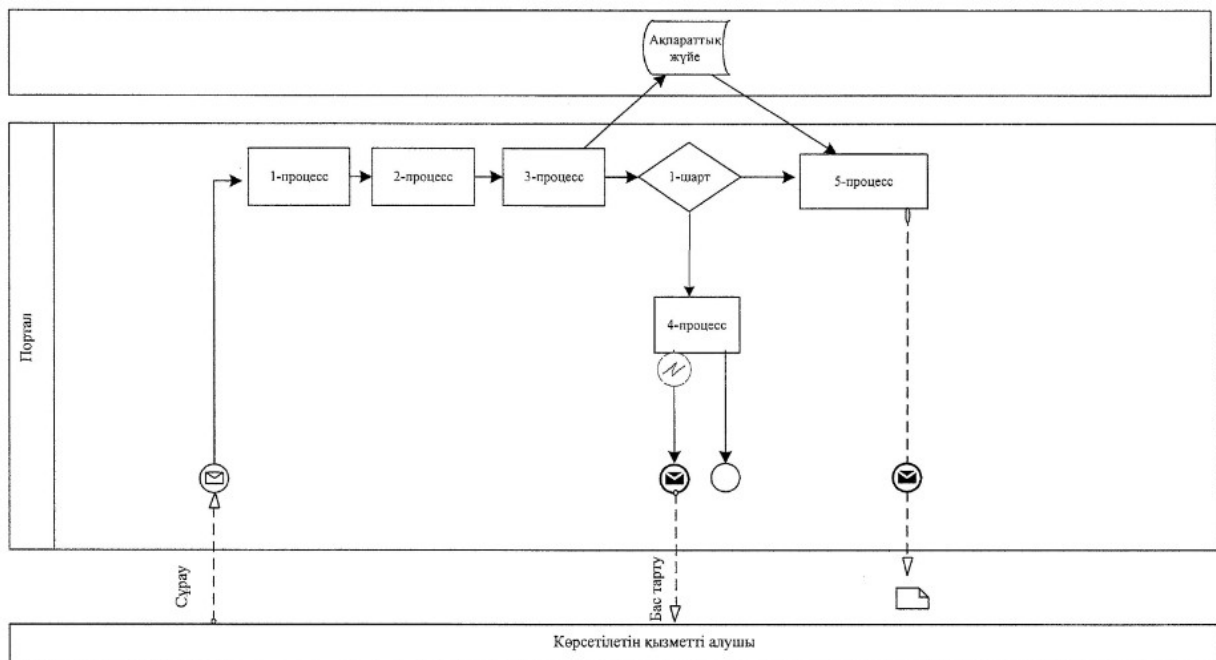 Ақпараттық
жүйе
Портал
1-процесс
2-процесс
3-процесс
1-шарт
5-процесс
4-процесс
Сұрау
Бас тарту
Көрсетілетін қызметті алушы